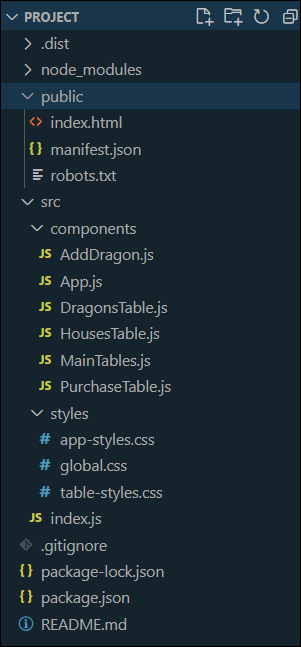 PROJECT
.dist
node_modules
public
index.html
manifest.json
robots.txt
src
components
AddDragon.js
App.js
DragonsTable.js
HousesTable.js
MainTables.js
PurchaseTable.js
styles
app-styles.css
global.css
table-styles.css
index.js
.gitignore
package-lock.json
package.json
README.md